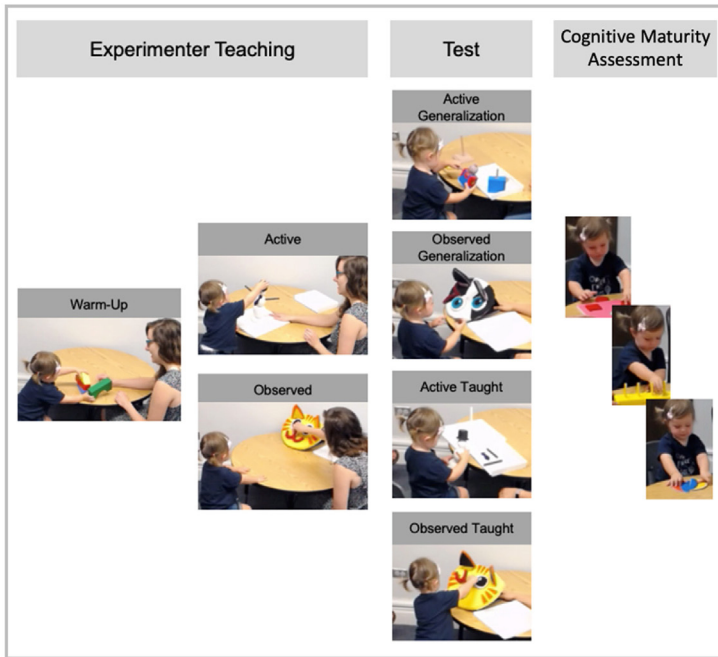 Experimenter Teaching
Test
Cognitive Maturity
Assessment
Warm-Up
Active
Observed
Active
Generalization
Observed
Generalization
Active Taught
Observed Taught